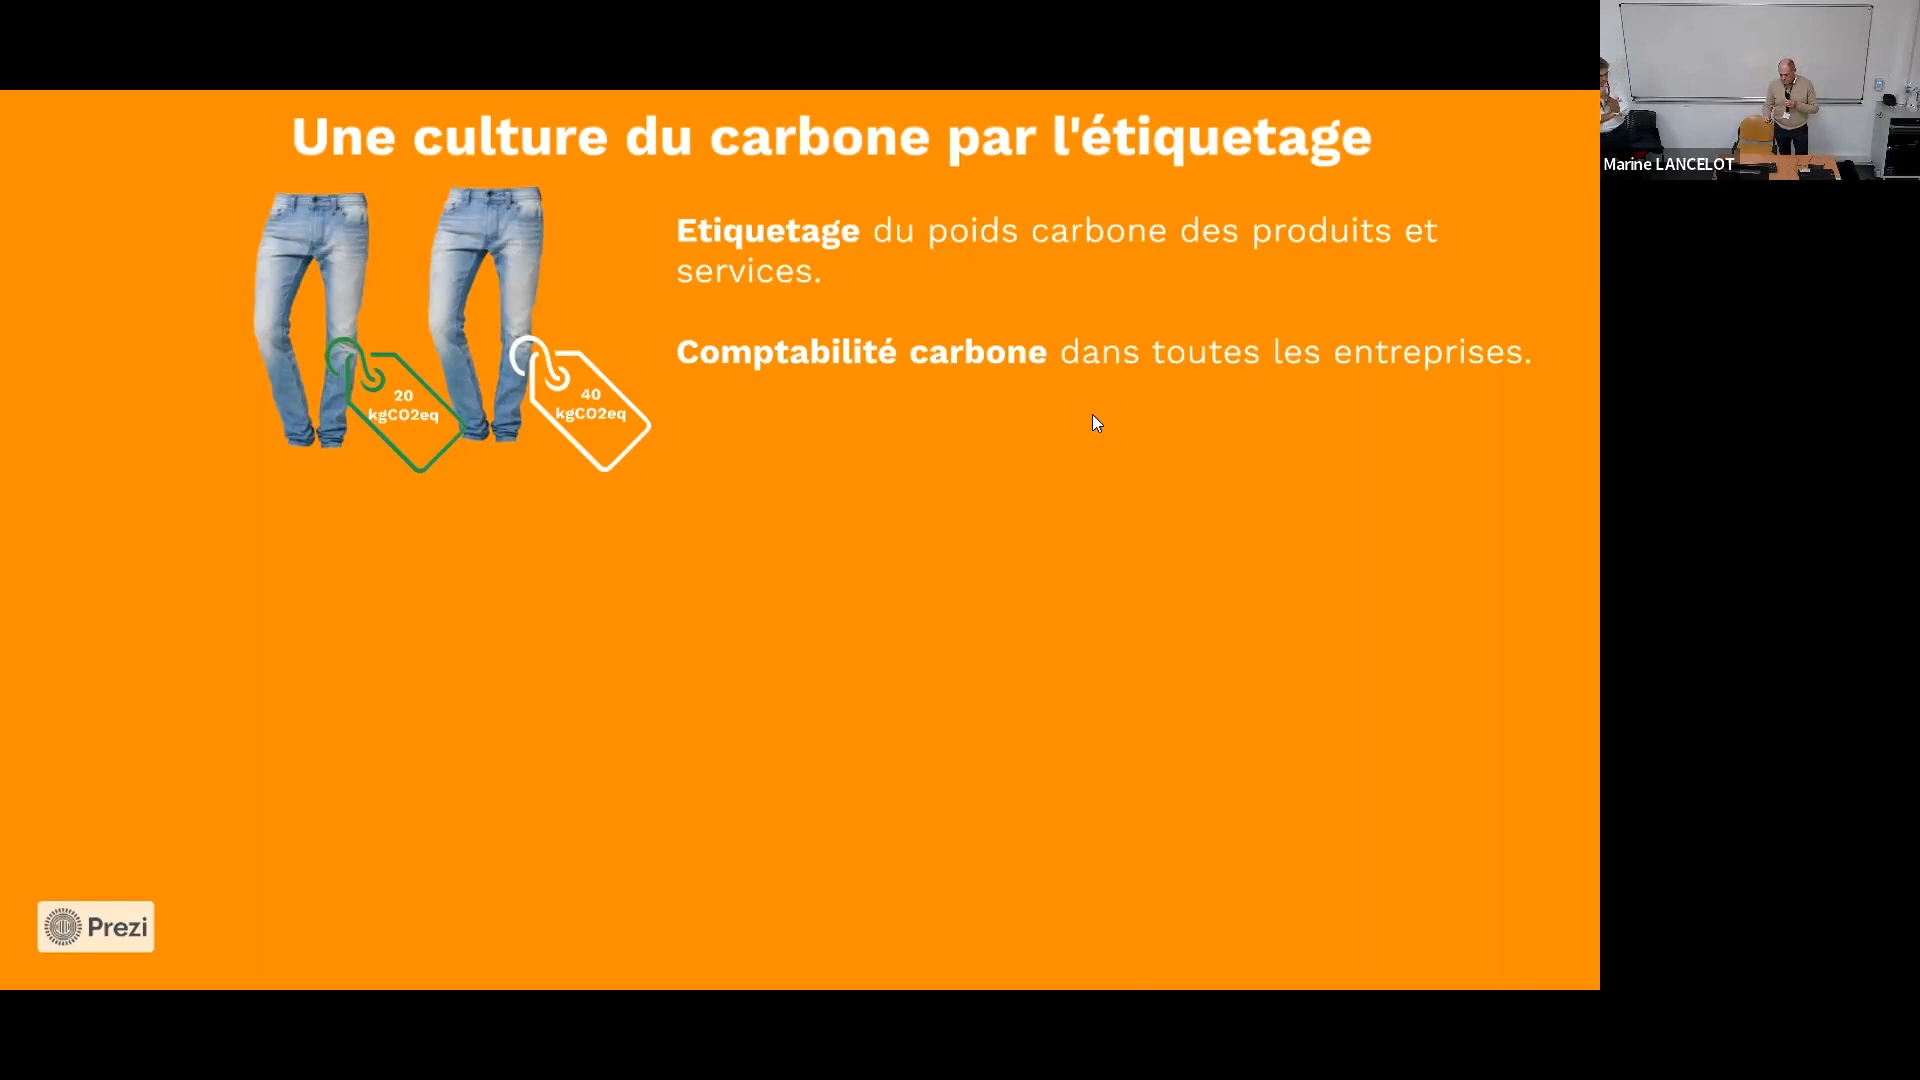 Une culture du carbone par l'étiquetage
Etiquetage du poids carbone des produits et
services.
Comptabilité carbone dans toutes les entreprises.
20
kgCO2eq
40
kgCO2eq
Marine LANCELOT
Prezi